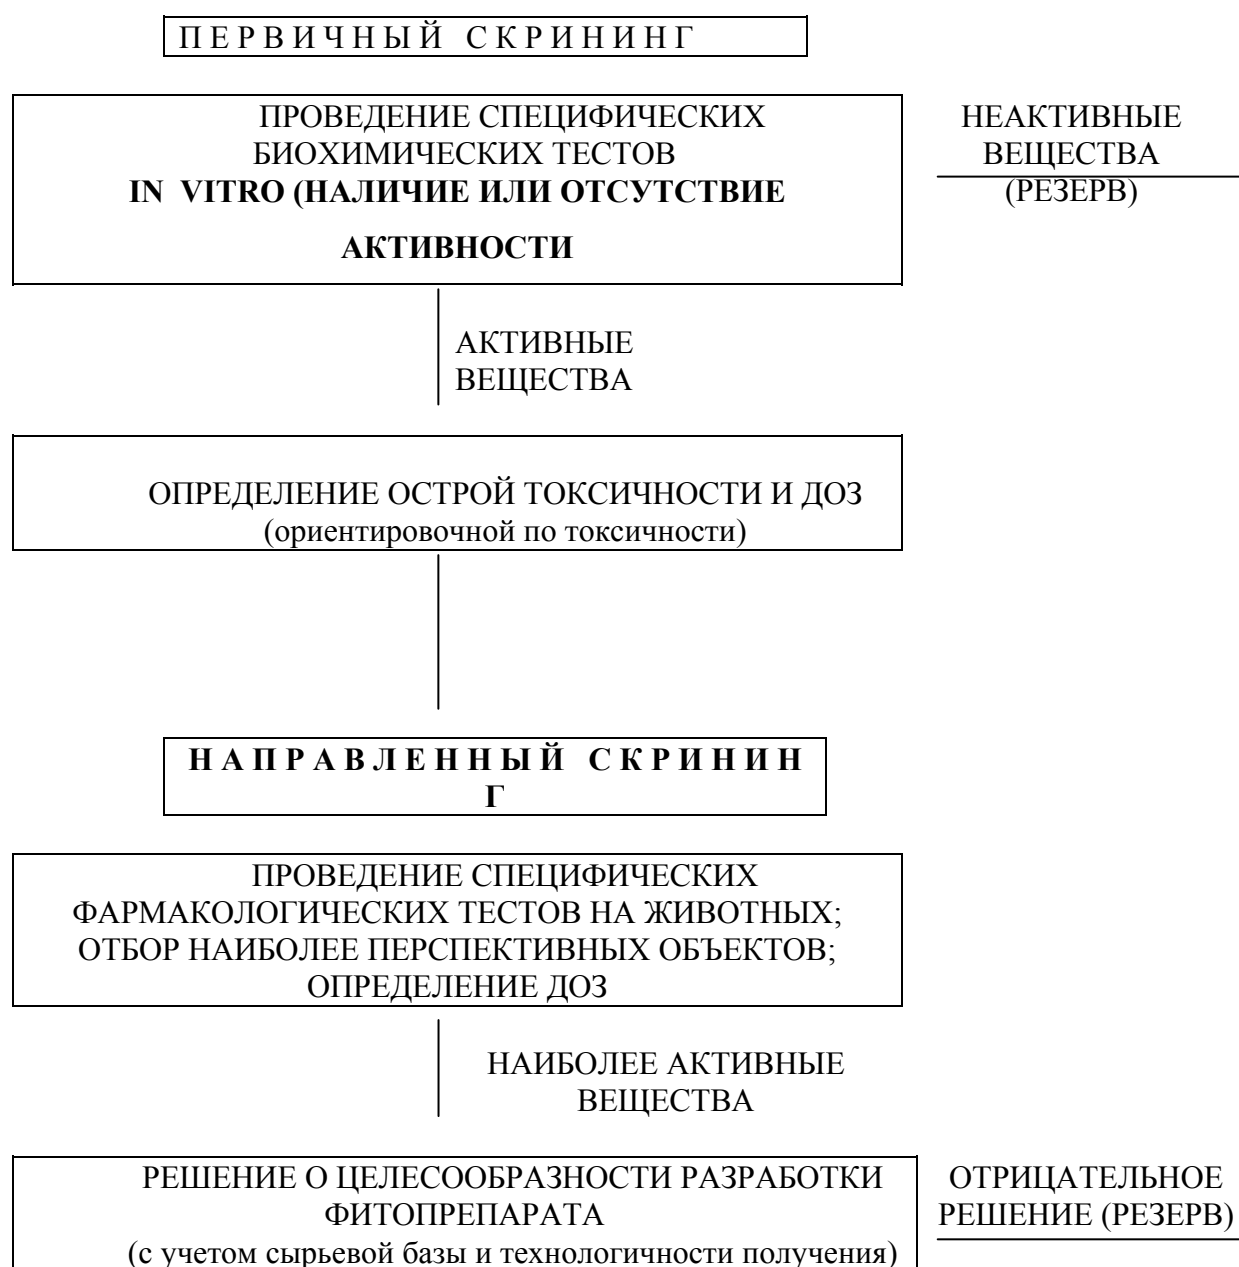 П Е Р В И Ч Н Ы Й   С К Р И Н И Н Г
ПРОВЕДЕНИЕ СПЕЦИФИЧЕСКИХ
БИОХИМИЧЕСКИХ ТЕСТОВ
IN VITRO (НАЛИЧИЕ ИЛИ ОТСУТСТВИЕ
АКТИВНОСТИ
НЕАКТИВНЫЕ
ВЕЩЕСТВА
(РЕЗЕРВ)
АКТИВНЫЕ
ВЕЩЕСТВА
ОПРЕДЕЛЕНИЕ ОСТРОЙ ТОКСИЧНОСТИ И ДОЗ
(ориентировочной по токсичности)
Н А П Р А В Л Е Н Н Ы Й   С К Р И Н И Н
Г
ПРОВЕДЕНИЕ СПЕЦИФИЧЕСКИХ
ФАРМАКОЛОГИЧЕСКИХ ТЕСТОВ НА ЖИВОТНЫХ;
ОТБОР НАИБОЛЕЕ ПЕРСПЕКТИВНЫХ ОБЪЕКТОВ;
ОПРЕДЕЛЕНИЕ ДОЗ
НАИБОЛЕЕ АКТИВНЫЕ
ВЕЩЕСТВА
РЕШЕНИЕ О ЦЕЛЕСООБРАЗНОСТИ РАЗРАБОТКИ
ФИТОПРЕПАРАТА
(с учетом сырьевой базы и технологичности получения)
ОТРИЦАТЕЛЬНОЕ
РЕШЕНИЕ (РЕЗЕРВ)